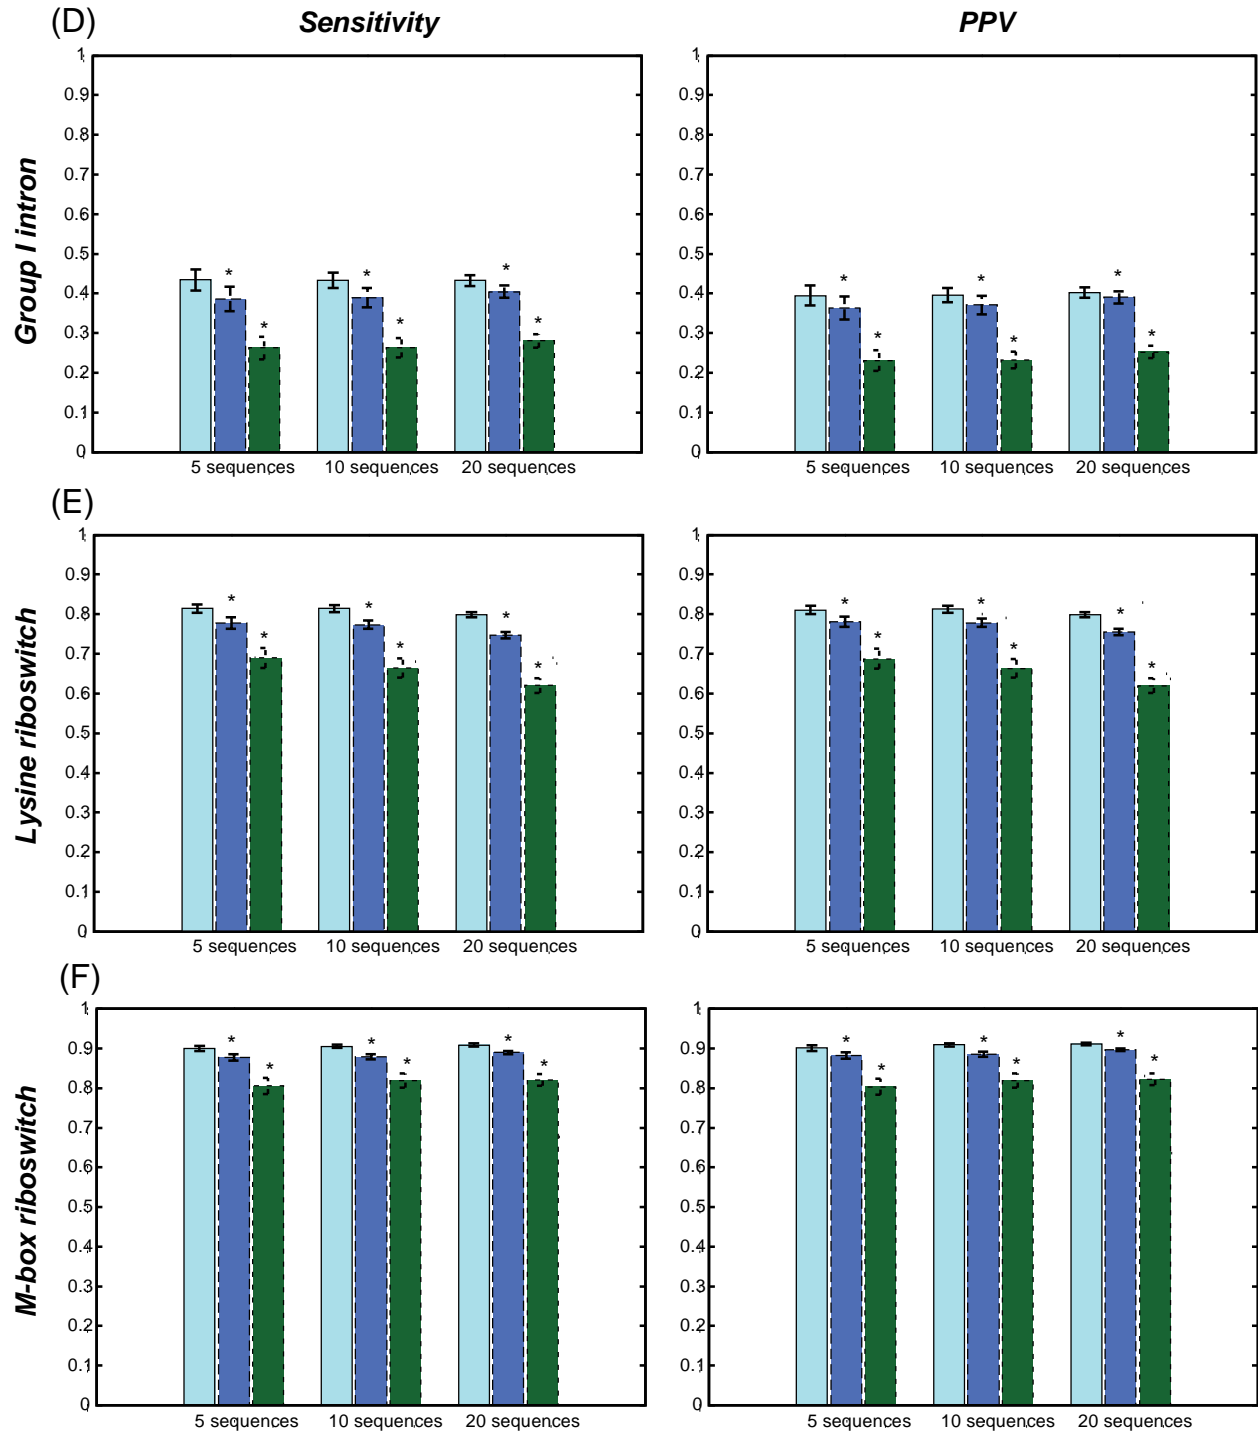 (D) Sensitivity PPV
Group I intron
1 1
0.9 0.9
0.8 0.8
0.7 0.7
0.6 0.6
0.5 0.5
0.4 0.4
0.3 0.3
0.2 0.2
0.1 0.1
0 0
* * * * * *
* * * * * *
5 sequences 10 sequences 20 sequences 5 sequences 10 sequences 20 sequences
(E)
Lysine riboswitch
1 1
0.9 0.9
0.8 0.8
0.7 0.7
0.6 0.6
0.5 0.5
0.4 0.4
0.3 0.3
0.2 0.2
0.1 0.1
0 0
* * * * * *
* * * * * *
5 sequences 10 sequences 20 sequences 5 sequences 10 sequences 20 sequences
(F)
M-box riboswitch
1 1
0.9 0.9
0.8 0.8
0.7 0.7
0.6 0.6
0.5 0.5
0.4 0.4
0.3 0.3
0.2 0.2
0.1 0.1
0 0
* * * * * *
* * * * * *
5 sequences 10 sequences 20 sequences 5 sequences 10 sequences 20 sequences